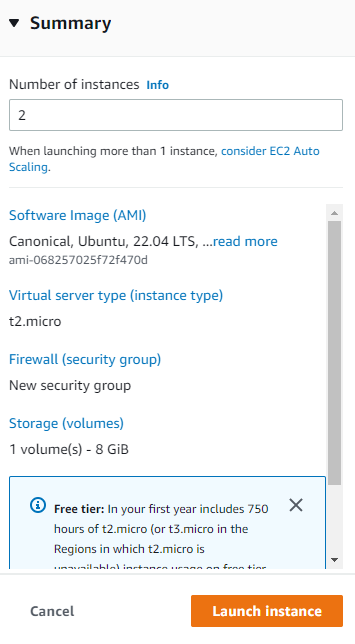 Summary
Number of instances Info
2
When launching more than 1 instance, consider EC2 Auto
Scaling.
Software Image (AMI)
Canonical, Ubuntu, 22.04 LTS, ...read more
ami-068257025f72f470d
Virtual server type (instance type)
t2.micro
Firewall (security group)
New security group
Storage (volumes)
1 volume(s) - 8 GiB
Free tier: In your first year includes 750
hours of t2.micro (or t3.micro in the
Regions in which t2.micro is
unavailable) instance usage on free tier
Cancel
Launch instance